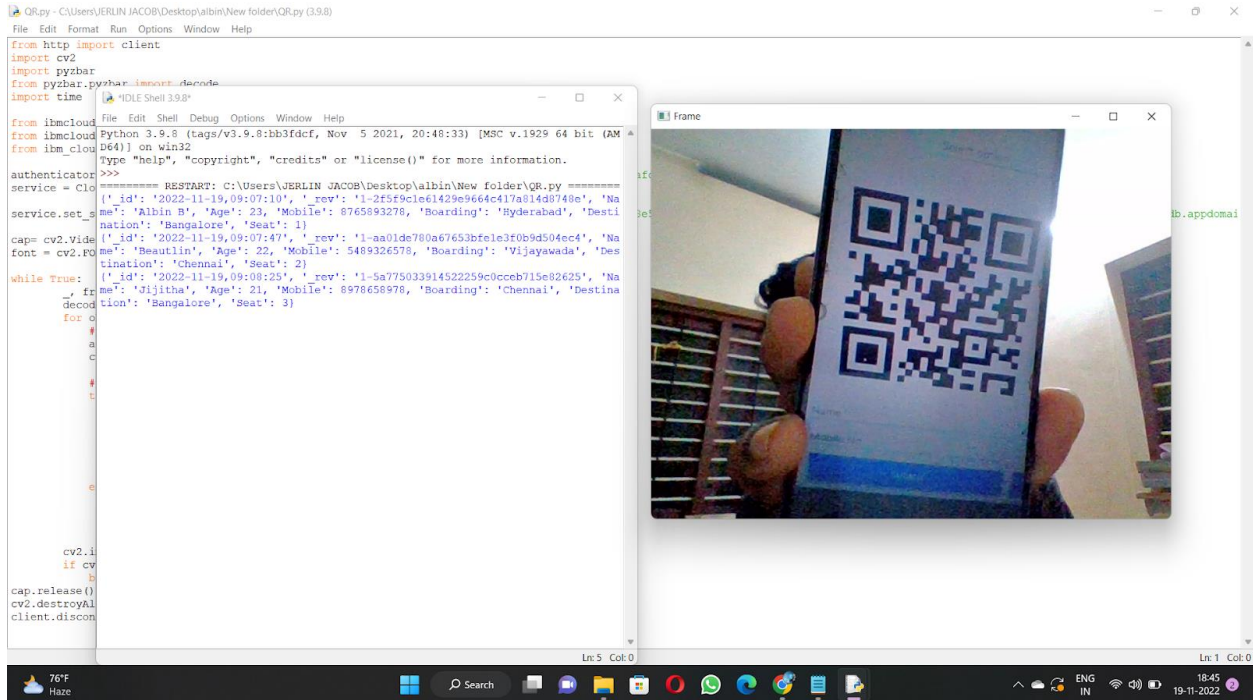 QR.py - C:\Users\JERLIN JACOB\Desktop\albin\New folder\QR.py (3.9.8)
File Edit Format Run Options Window Help
from http import client
import cv2
import pyzbar
from pyzbar.pyzbar import decode
import time
from ibmcloud
from ibmcloud
from ibm_clou
authenticator
service = Clo
service.set_s
b.appdomai
cap= cv2.Vide
font = cv2.FO
while True:
_, fr
decod
for o
#
a
c
#
t
e
cv2.i
if cv
b
cap.release()
cv2.destroyAl
client.discon
Ln: 1 Col: 0
*IDLE Shell 3.9.8*
File Edit Shell Debug Options Window Help
Python 3.9.8 (tags/v3.9.8:bb3fdcf, Nov 5 2021, 20:48:33) [MSC v.1929 64 bit (AM
D64)] on win32
Type "help", "copyright", "credits" or "license()" for more information.
>>>
========= RESTART: C:\Users\JERLIN JACOB\Desktop\albin\New folder\QR.py ========
{'_id': '2022-11-19,09:07:10', '_rev': '1-2f5f9c1e61429e9664c417a814d8748e', 'Na
me': 'Albin B', 'Age': 23, 'Mobile': 8765893278, 'Boarding': 'Hyderabad', 'Desti
nation': 'Bangalore', 'Seat': 1}
{'_id': '2022-11-19,09:07:47', '_rev': '1-aa01de780a67653bfe1e3f0b9d504ec4', 'Na
me': 'Beautlin', 'Age': 22, 'Mobile': 5489326578, 'Boarding': 'Vijayawada', 'Des
tination': 'Chennai', 'Seat': 2}
{'_id': '2022-11-19,09:08:25', '_rev': '1-5a775033914522259c0cceb715e82625', 'Na
me': 'Jijitha', 'Age': 21, 'Mobile': 8978658978, 'Boarding': 'Chennai', 'Destina
tion': 'Bangalore', 'Seat': 3}
Ln: 5 Col: 0
Frame
Name
76°F
Haze
Search
ENG
IN
18:45
19-11-2022
2